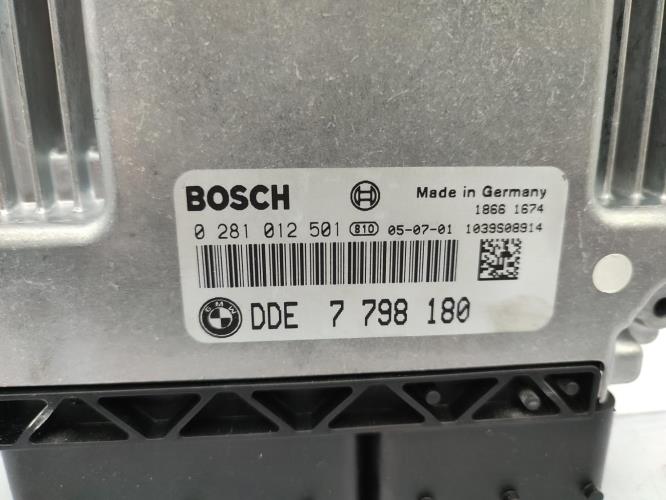 BOSCH
Made in Germany
1866 1674
0 281 012 501 810 05-07-01 1039S08914
BMW DDE 7 798 180